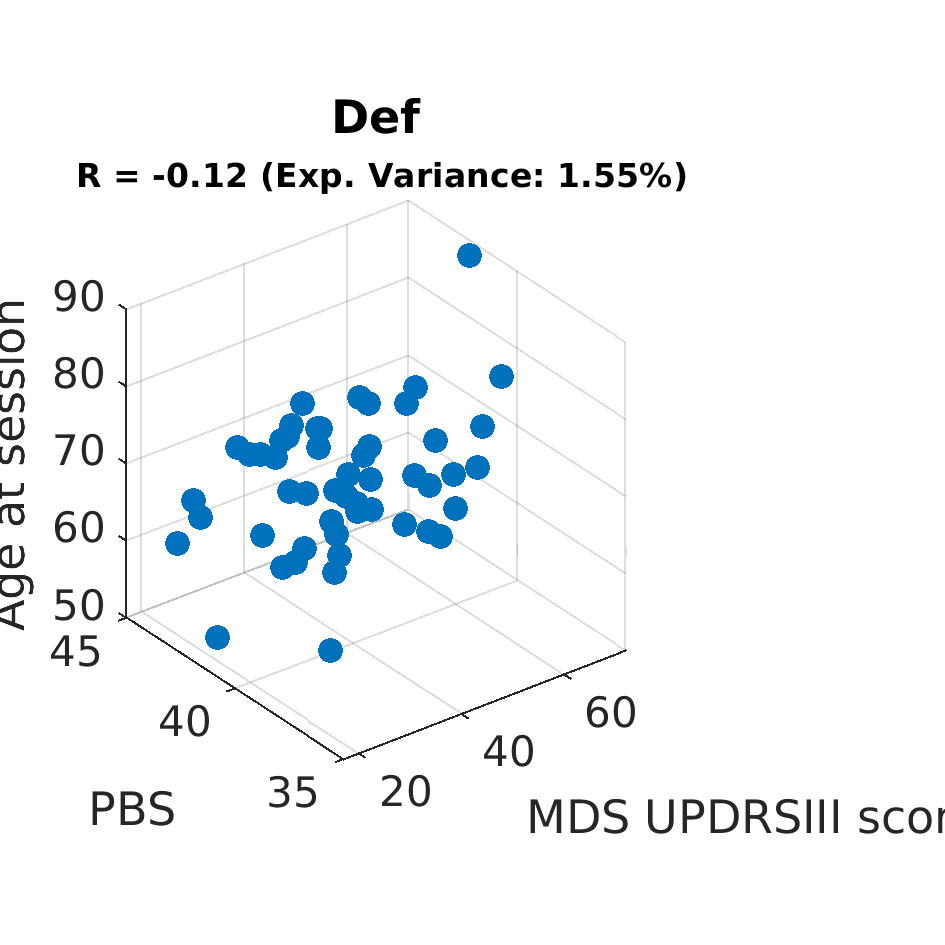 Def
R = -0.12 (Exp. Variance: 1.55%)
90
80
70
60
50
Age at session
45
40
35
PBS
20
40
60
MDS UPDRSIII scor